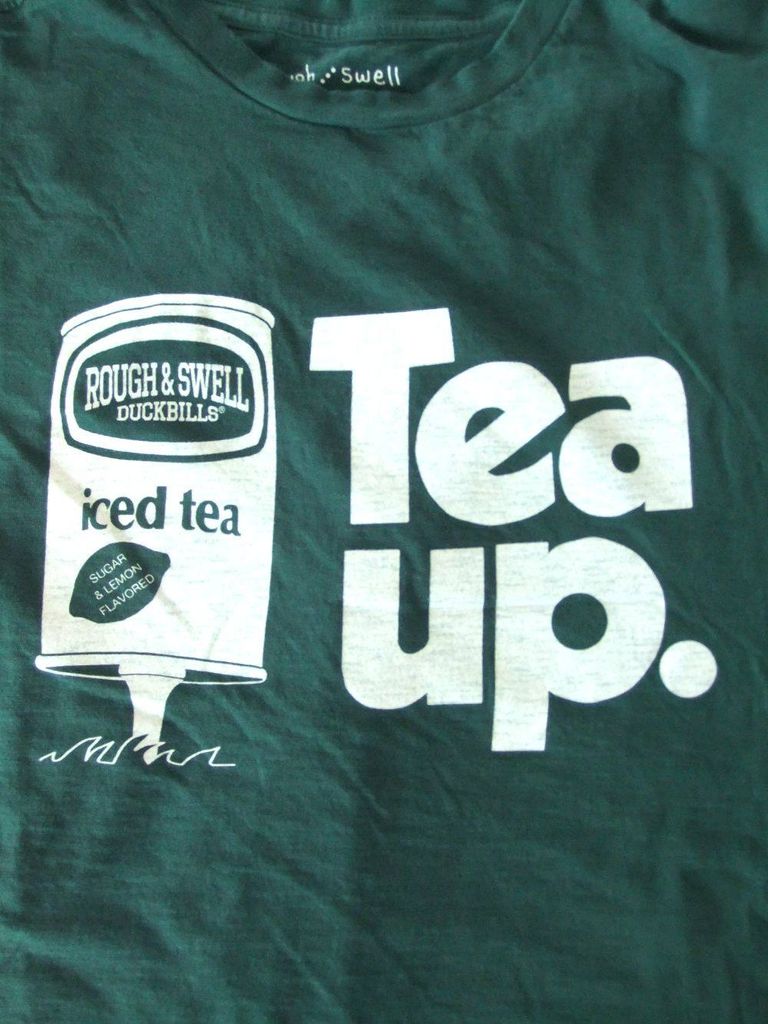 Swell
ROUGH & SWELL
DUCKBILLS®
iced tea
SUGAR
& LEMON
FLAVORED
Tea
up.